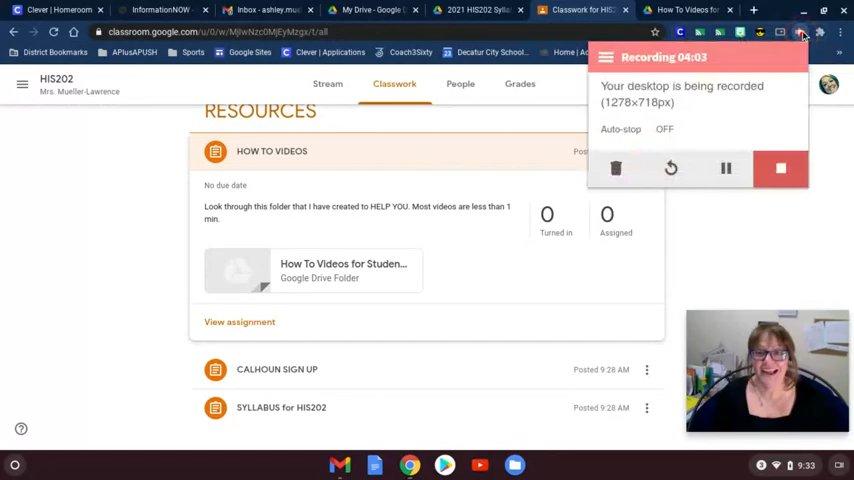 Clever | Homeroom
InformationNOW -
Inbox - ashley.mue
My Drive - Google D
2021 HIS202 Sylla
Classwork for HIS
How To Videos for
classroom.google.com/u/0/w/MjIwNzc0MjEyMzgx/t/all
District Bookmarks
APlusAPUSH
Sports
Google Sites
Coach3Sixty
Decatur City School
Home | A
HIS202
Mrs. Mueller-Lawrence
Stream
Classwork
People
Grades
Recording 04:03
Your desktop is being recorded
(1278×718px)
Auto-stop OFF
RESOURCES
HOW TO VIDEOS
Posted
No due date
Look through this folder that I have created to HELP YOU. Most videos are less than 1
min.
0
Turned in
0
Assigned
How To Videos for Studen...
Google Drive Folder
View assignment
CALHOUN SIGN UP
Posted 9:28 AM
SYLLABUS for HIS202
Posted 9:28 AM
3
9:33